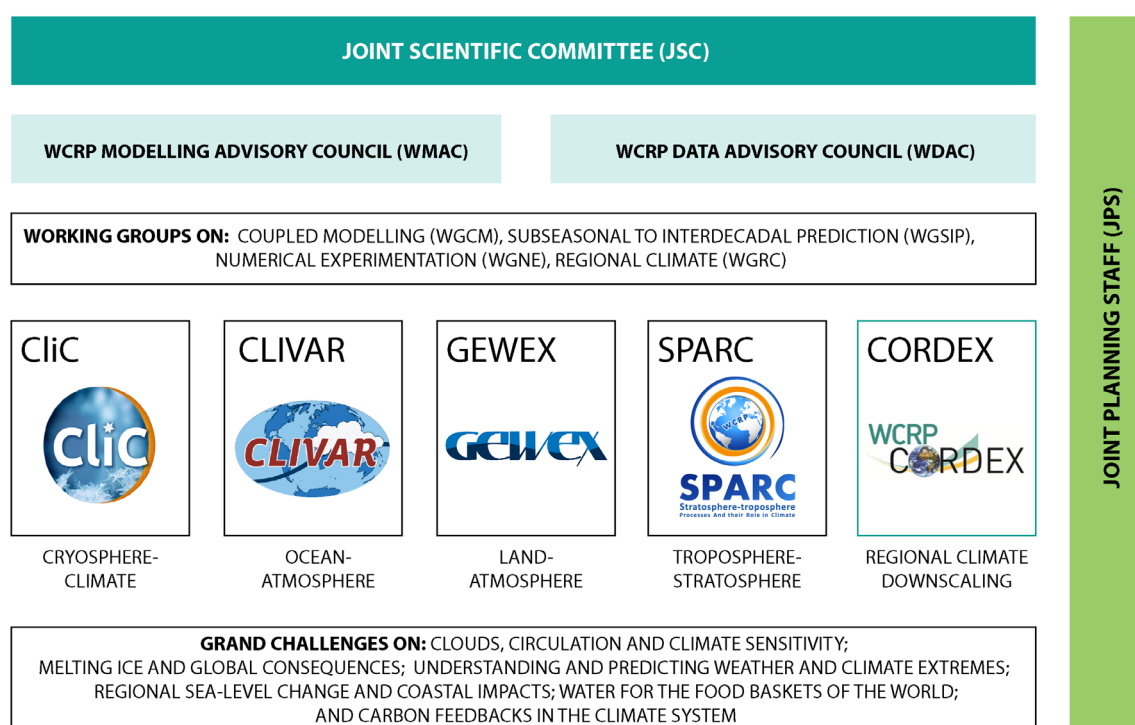 JOINT SCIENTIFIC COMMITTEE (JSC)
WCRP MODELLING ADVISORY COUNCIL (WMAC)
WCRP DATA ADVISORY COUNCIL (WDAC)
WORKING GROUPS ON: COUPLED MODELLING (WGCM), SUBSEASONAL TO INTERDECADAL PREDICTION (WGSIP),
NUMERICAL EXPERIMENTATION (WGNE), REGIONAL CLIMATE (WGRC)
CliC
CliC
CRYOSPHERE-
CLIMATE
CLIVAR
CLIVAR
OCEAN-
ATMOSPHERE
GEWEX
GEWEX
LAND-
ATMOSPHERE
SPARC
WCRP
SPARC
Stratosphere-troposphere
Processes And their Role in Climate
TROPOSPHERE-
STRATOSPHERE
CORDEX
WCRP
CORDEX
REGIONAL CLIMATE
DOWNSCALING
GRAND CHALLENGES ON: CLOUDS, CIRCULATION AND CLIMATE SENSITIVITY;
MELTING ICE AND GLOBAL CONSEQUENCES; UNDERSTANDING AND PREDICTING WEATHER AND CLIMATE EXTREMES;
REGIONAL SEA-LEVEL CHANGE AND COASTAL IMPACTS; WATER FOR THE FOOD BASKETS OF THE WORLD;
AND CARBON FEEDBACKS IN THE CLIMATE SYSTEM
JOINT PLANNING STAFF (JPS)